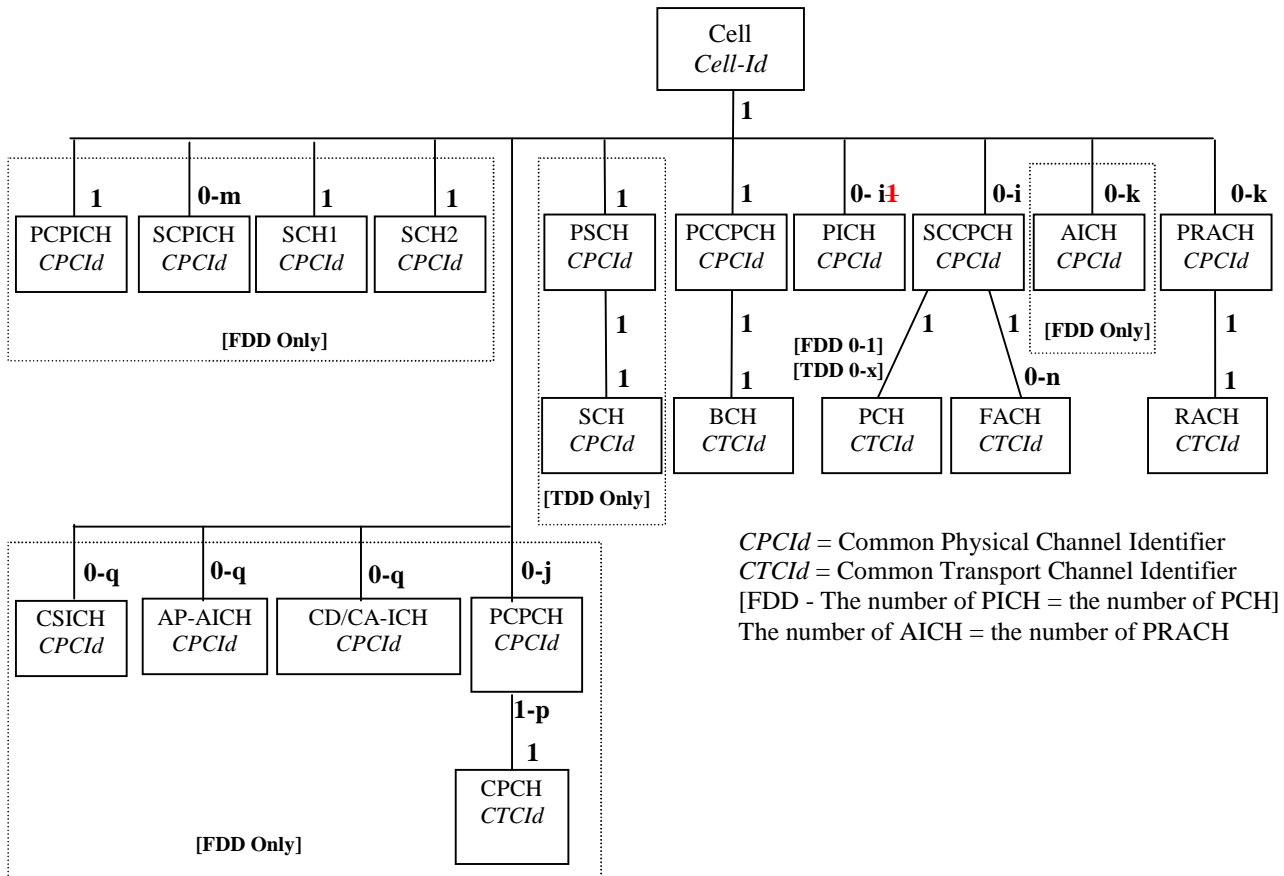 Cell
Cell-Id
1
1
0-m
1
1
1
1
0- i1
0-i
0-k
0-k
PCPICH
CPCId
SCPICH
CPCId
SCH1
CPCId
SCH2
CPCId
PSCH
CPCId
PCCPCH
CPCId
PICH
CPCId
SCCPCH
CPCId
AICH
CPCId
PRACH
CPCId
[FDD Only]
1
1
1
1
[FDD Only]
1
[FDD 0-1]
[TDD 0-x]
1
1
0-n
1
SCH
CPCId
BCH
CTCId
PCH
CTCId
FACH
CTCId
RACH
CTCId
[TDD Only]
CPCId = Common Physical Channel Identifier
CTCId = Common Transport Channel Identifier
[FDD - The number of PICH = the number of PCH]
The number of AICH = the number of PRACH
0-q
0-q
0-q
0-j
CSICH
CPCId
AP-AICH
CPCId
CD/CA-ICH
CPCId
PCPCH
CPCId
1-p
1
CPCH
CTCId
[FDD Only]